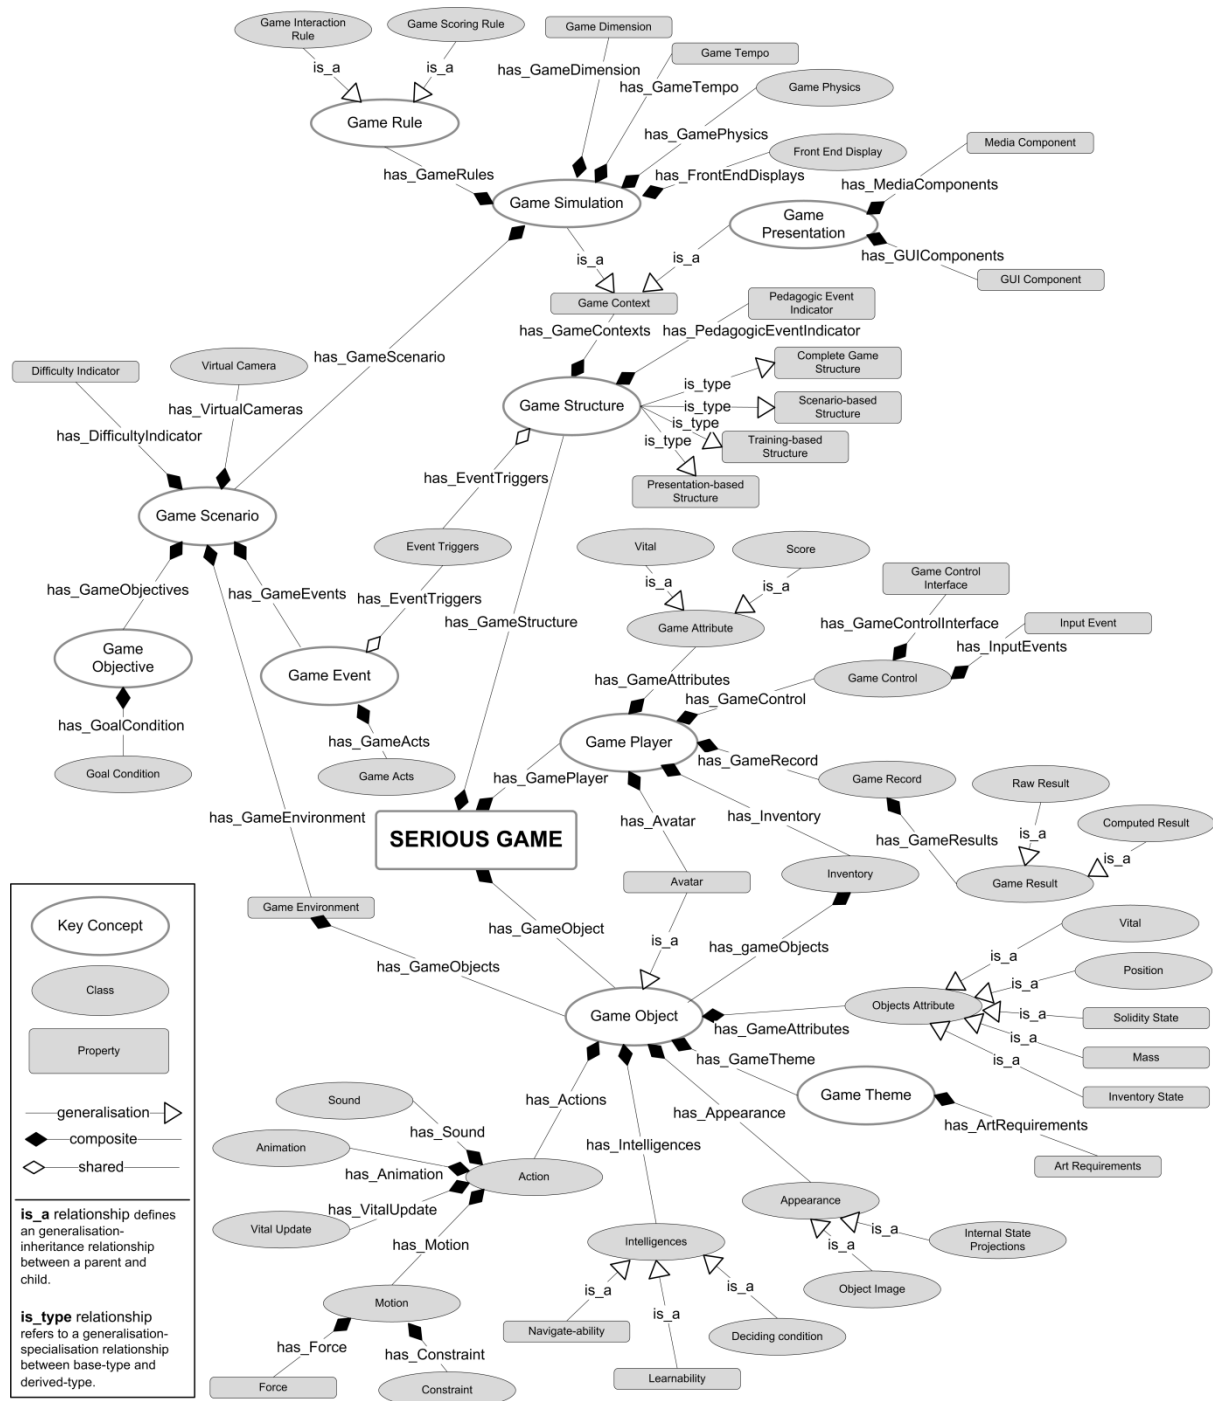 Game Interaction
Rule
Game Scoring Rule
Game Dimension
Game Tempo
is_a
is_a
has_GameDimension
has_GameTempo
Game Physics
Game Rule
has_GamePhysics
Front End Display
Media Component
has_GameRules
has_FrontEndDisplays
has_MediaComponents
Game Simulation
Game
Presentation
has_GUIComponents
is_a
is_a
GUI Component
Game Context
Pedagogic Event
Indicator
has_GameContexts
has_PedagogicEventIndicator
has_GameScenario
Difficulty Indicator
Virtual Camera
Complete Game
Structure
is_type
has_VirtualCameras
Game Structure
is_type
Scenario-based
Structure
is_type
has_DifficultyIndicator
is_type
Training-based
Structure
has_EventTriggers
Presentation-based
Structure
Game Scenario
Event Triggers
Vital
Score
is_a
is_a
Game Control
Interface
has_GameObjectives
has_GameEvents
has_EventTriggers
has_GameStructure
Game Attribute
has_GameControlInterface
Input Event
has_InputEvents
Game
Objective
Game Event
has_GameAttributes
Game Control
has_GameControl
has_GoalCondition
has_GameActs
Game Player
has_GameRecord
Goal Condition
Game Acts
has_GamePlayer
Game Record
Raw Result
has_GameEnvironment
has_Avatar
has_Inventory
Computed Result
SERIOUS GAME
has_GameResults
is_a
is_a
Avatar
Inventory
Game Result
Game Environment
has_GameObject
is_a
has_gameObjects
Vital
has_GameObjects
is_a
Position
is_a
Game Object
Objects Attribute
is_a
Solidity State
has_GameAttributes
is_a
Mass
has_GameTheme
is_a
Inventory State
Game Theme
Sound
has_Actions
has_Appearance
has_ArtRequirements
has_Sound
Animation
has_Intelligences
has_Animation
Action
Art Requirements
has_VitalUpdate
Appearance
Vital Update
has_Motion
Intelligences
is_a
is_a
Internal State
Projections
Object Image
is_a
is_a
is_a
Motion
Navigate-ability
Deciding condition
has_Force
has_Constraint
Learnability
Force
Constraint
Key Concept
Class
Property
generalisation
composite
shared
is_a relationship defines
an generalisation-
inheritance relationship
between a parent and
child.
is_type relationship
refers to a generalisation-
specialisation relationship
between base-type and
derived-type.